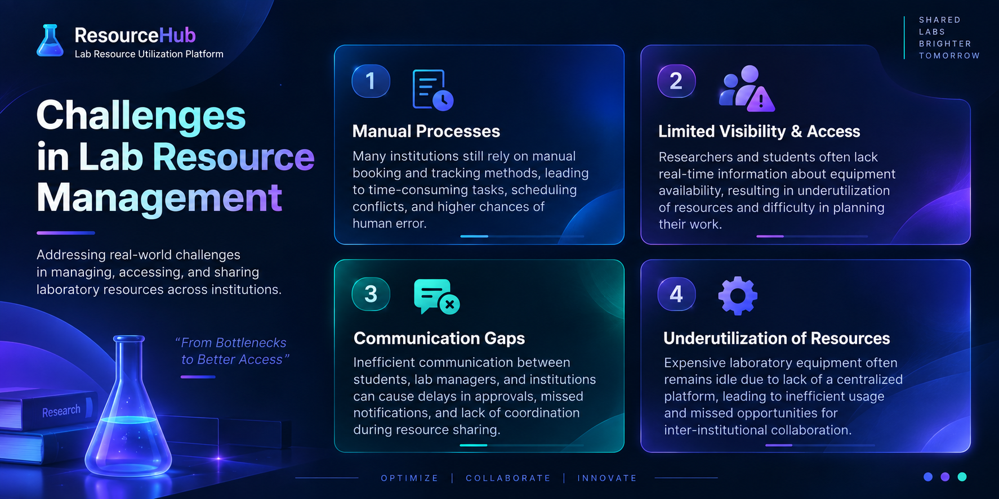 ResourceHub
Lab Resource Utilization Platform
SHARED
LABS
BRIGHTER
TOMORROW
Challenges
in Lab Resource
Management
Addressing real-world challenges
in managing, accessing, and sharing
laboratory resources across institutions.
“From Bottlenecks
to Better Access”
Research
1
Manual Processes
Many institutions still rely on manual
booking and tracking methods, leading
to time-consuming tasks, scheduling
conflicts, and higher chances of
human error.
2
Limited Visibility & Access
Researchers and students often lack
real-time information about equipment
availability, resulting in underutilization
of resources and difficulty in planning
their work.
3
Communication Gaps
Inefficient communication between
students, lab managers, and institutions
can cause delays in approvals, missed
notifications, and lack of coordination
during resource sharing.
4
Underutilization of Resources
Expensive laboratory equipment often
remains idle due to lack of a centralized
platform, leading to inefficient usage
and missed opportunities for
inter-institutional collaboration.
OPTIMIZE | COLLABORATE | INNOVATE